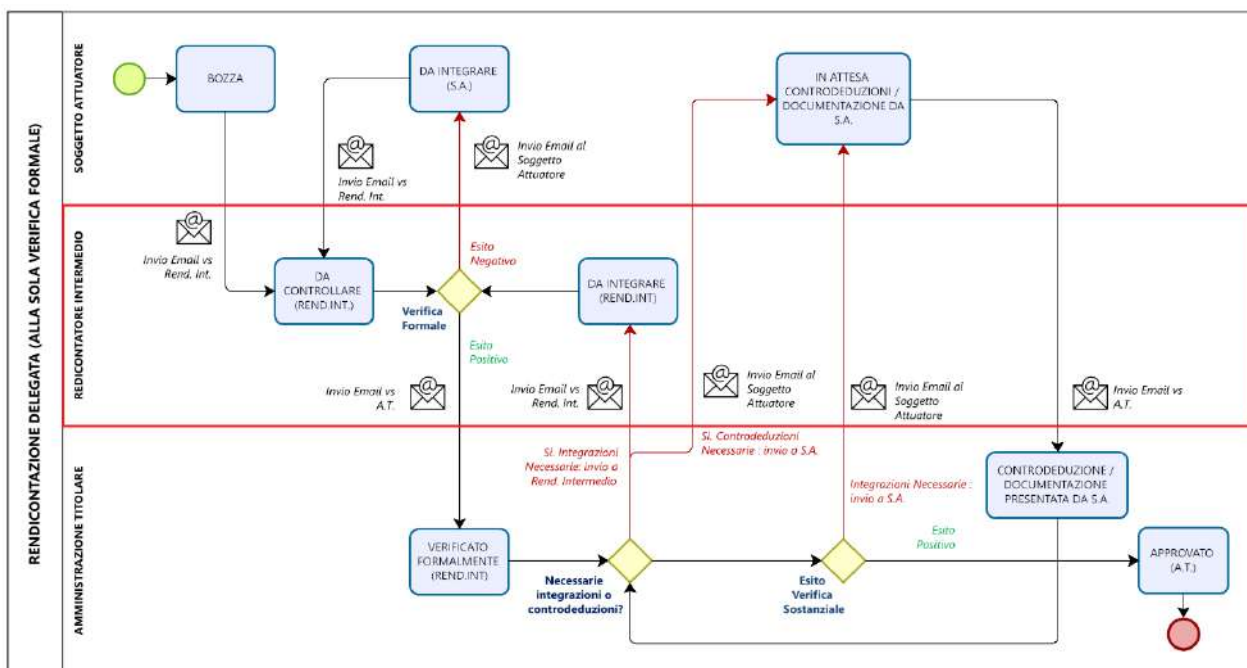 RENDICONTAZIONE DELEGATA (ALLA SOLA VERIFICA FORMALE)
SOGGETTO ATTUATORE
BOZZA
DA INTEGRARE
(S.A.)
IN ATTESA
CONTRODEDUZIONI /
DOCUMENTAZIONE DA
S.A.
Invio Email vs
Rend. Int.
Invio Email al
Soggetto
Attuatore
Invio Email vs
Rend. Int.
REDICONTATORE INTERMEDIO
DA
CONTROLLARE
(REND.INT.)
Esito
Negativo
Verifica
Formale
DA INTEGRARE
(REND.INT)
Esito
Positivo
Invio Email vs
A.T.
Invio Email vs
Rend. Int.
Invio Email al
Soggetto
Attuatore
Invio Email al
Soggetto
Attuatore
Invio Email vs
A.T.
AMMINISTRAZIONE TITOLARE
Si. Integrazioni
Necessarie: invio a
Rend. Intermedio
Si. Controdeduzioni
Necessarie : invio a S.A.
Integrazioni Necessarie :
invio a S.A.
CONTRODEDUZIONE /
DOCUMENTAZIONE
PRESENTATA DA S.A.
VERIFICATO
FORMALMENTE
(REND.INT)
Necessarie
integrazioni o
controdeduzioni?
Esito
Verifica
Sostanziale
Esito
Positivo
APPROVATO
(A.T.)